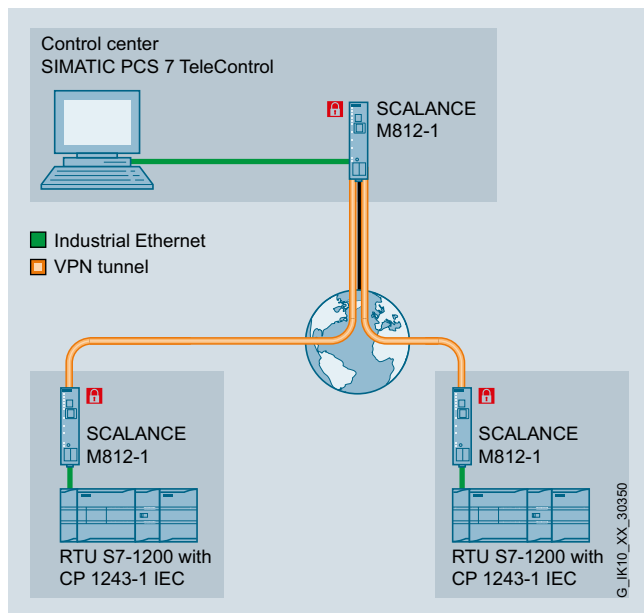 Control center
SIMATIC PCS 7 TeleControl
SCALANCE
M812-1
Industrial Ethernet
VPN tunnel
SCALANCE
M812-1
RTU S7-1200 with
CP 1243-1 IEC
SCALANCE
M812-1
RTU S7-1200 with
CP 1243-1 IEC
G_IK10_XX_30350